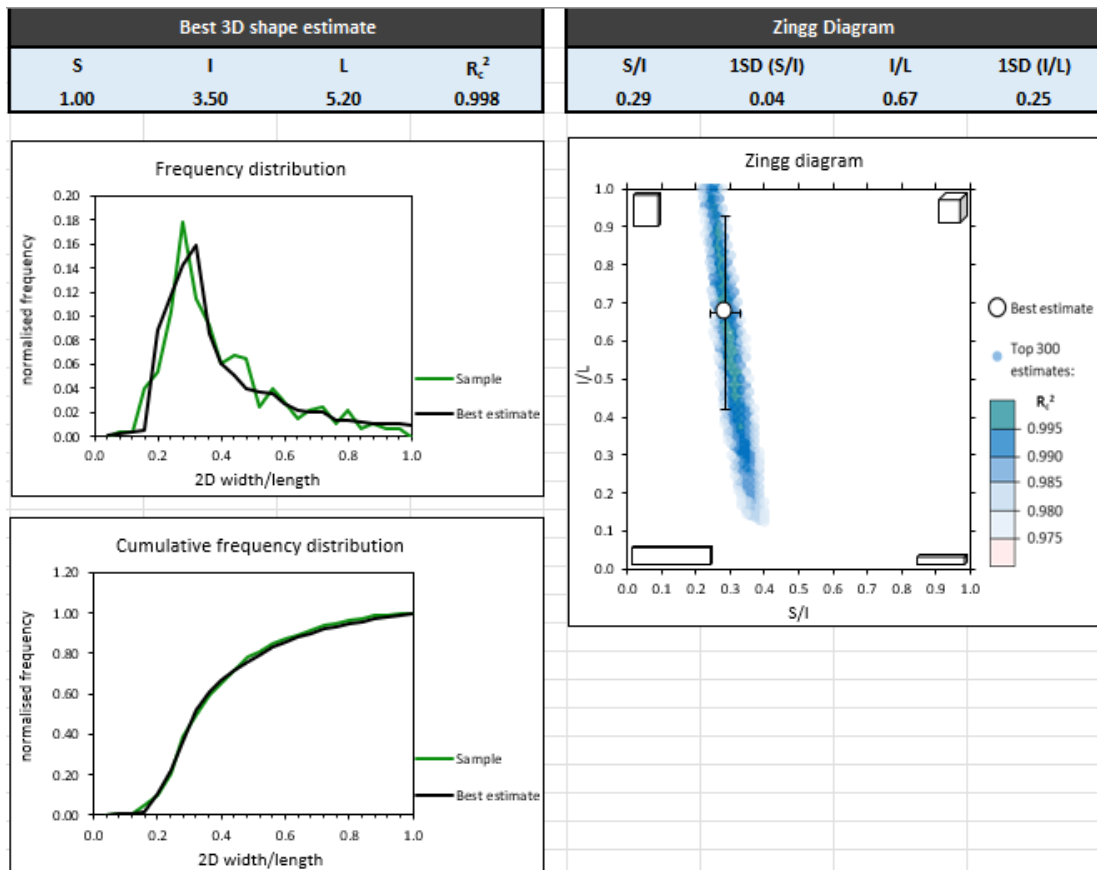 Best 3D shape estimate
S I L Rc²
1.00 3.50 5.20 0.998
Zingg Diagram
S/I 1SD (S/I) I/L 1SD (I/L)
0.29 0.04 0.67 0.25
Frequency distribution
normalised frequency
0.20
0.18
0.16
0.14
0.12
0.10
0.08
0.06
0.04
0.02
0.00
0.0 0.2 0.4 0.6 0.8 1.0
2D width/length
Sample
Best estimate
Cumulative frequency distribution
normalised frequency
1.20
1.00
0.80
0.60
0.40
0.20
0.00
0.0 0.2 0.4 0.6 0.8 1.0
2D width/length
Sample
Best estimate
Zingg diagram
I/L
1.0
0.9
0.8
0.7
0.6
0.5
0.4
0.3
0.2
0.1
0.0
0.0 0.1 0.2 0.3 0.4 0.5 0.6 0.7 0.8 0.9 1.0
S/I
Best estimate
Top 300
estimates:
Rc²
0.995
0.990
0.985
0.980
0.975